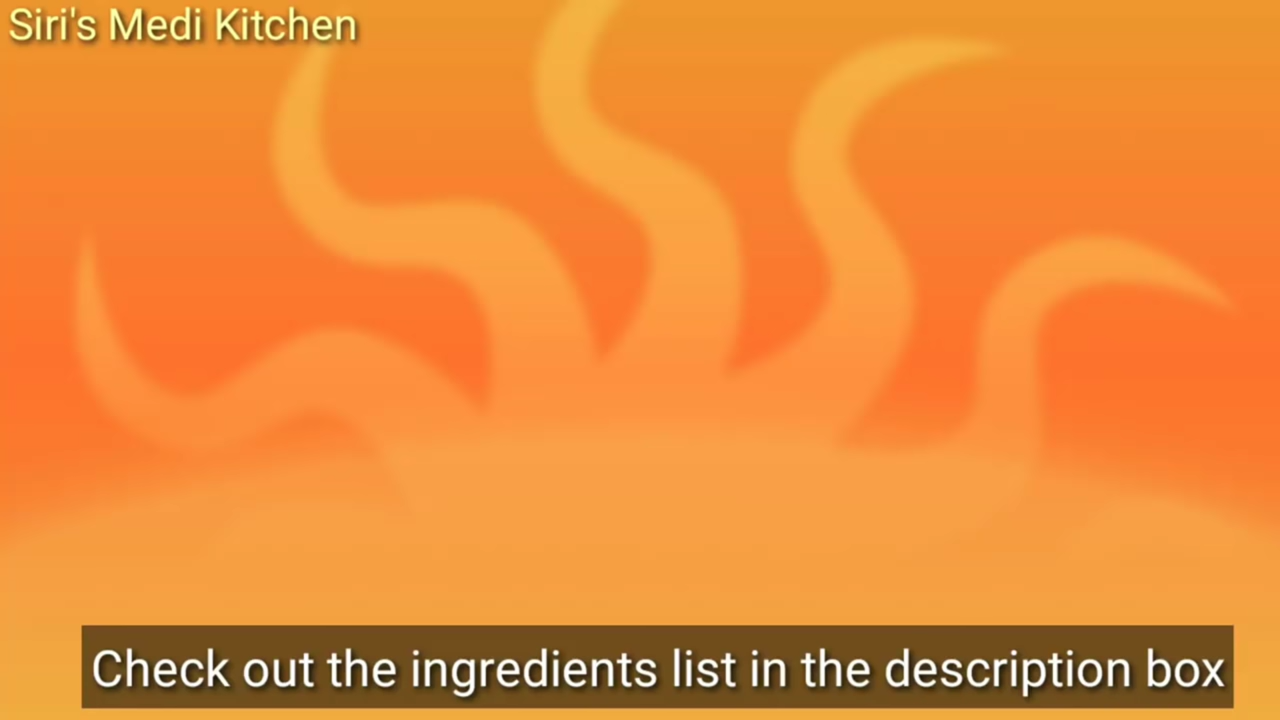 Siri's Medi Kitchen
Check out the ingredients list in the description box